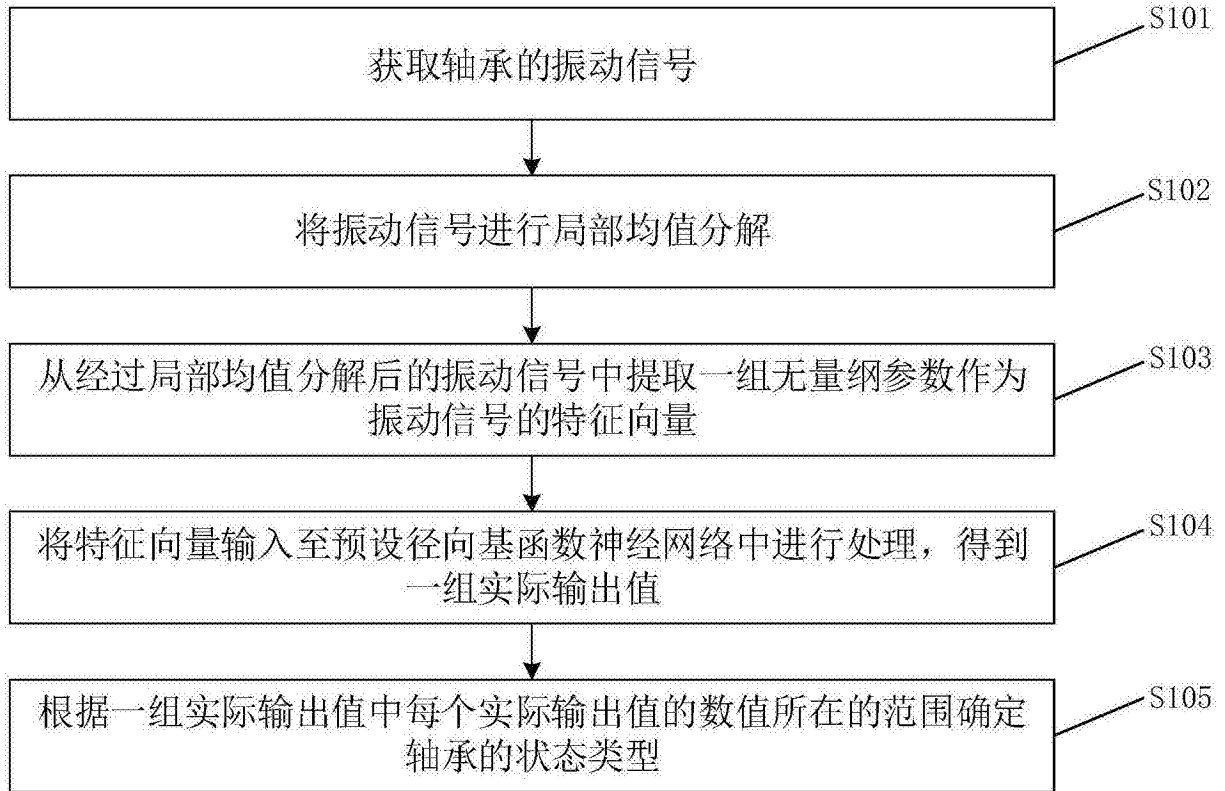 获取轴承的振动信号
S101
将振动信号进行局部均值分解
S102
从经过局部均值分解后的振动信号中提取一组无量纲参数作为
振动信号的特征向量
S103
将特征向量输入至预设径向基函数神经网络中进行处理，得到
一组实际输出值
S104
根据一组实际输出值中每个实际输出值的数值所在的范围确定
轴承的状态类型
S105